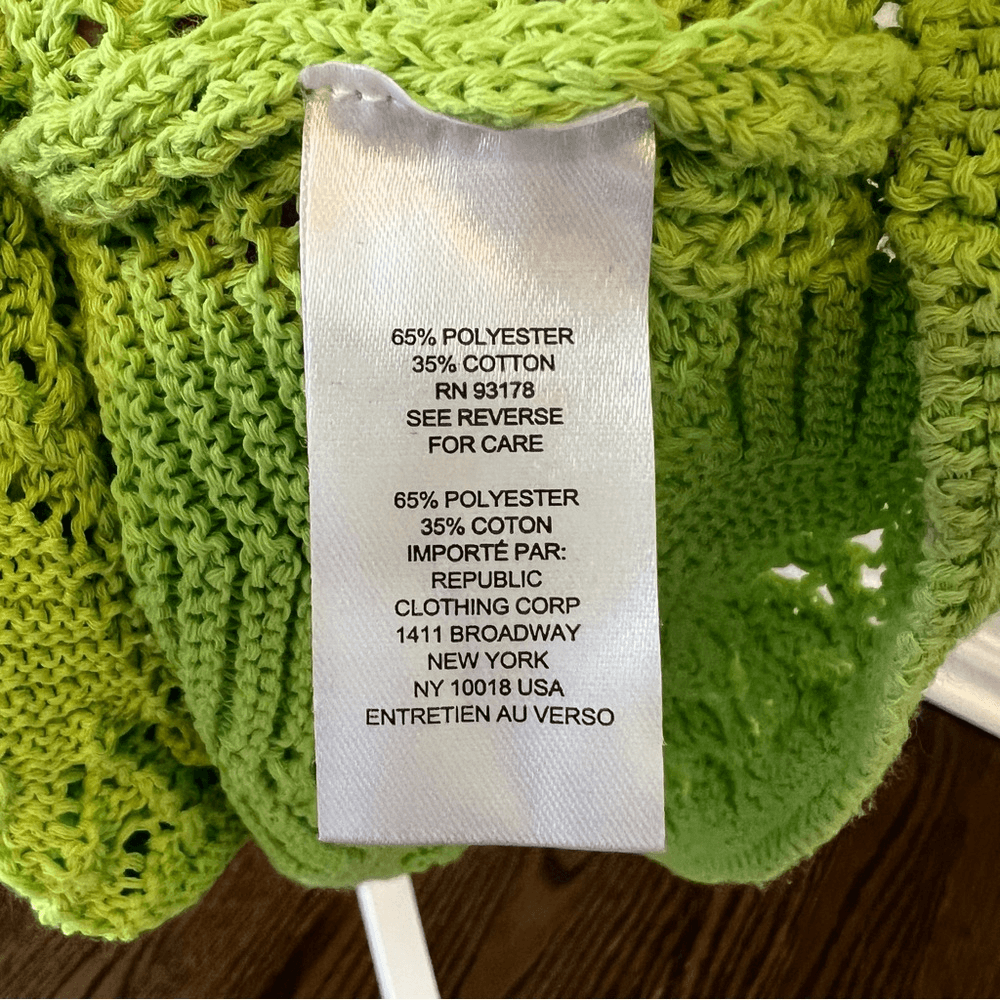 65% POLYESTER
35% COTTON
RN 93178
SEE REVERSE
FOR CARE
65% POLYESTER
35% COTON
IMPORTÉ PAR:
REPUBLIC
CLOTHING CORP
1411 BROADWAY
NEW YORK
NY 10018 USA
ENTRETIEN AU VERSO